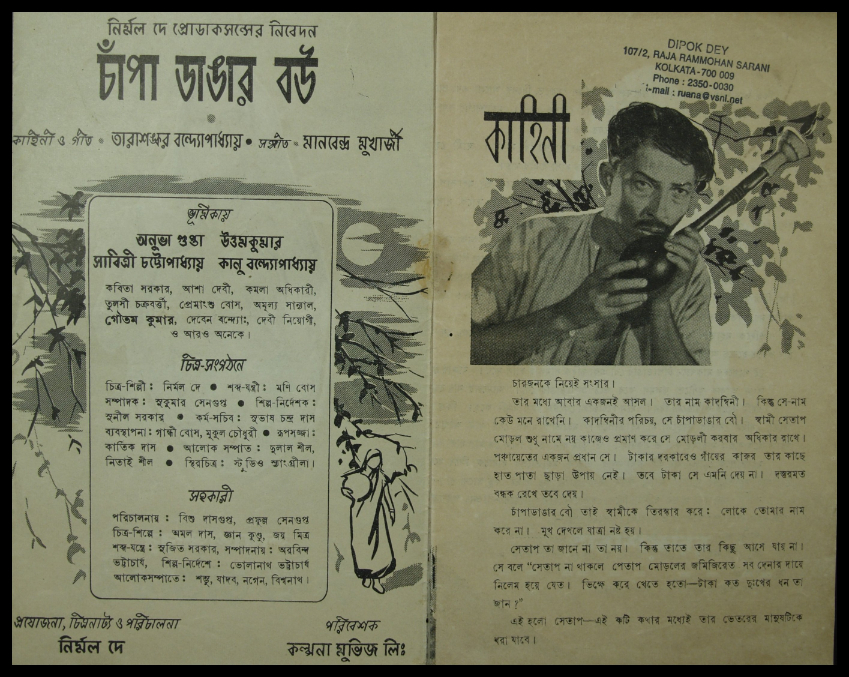 নির্মল দে প্রোডাকসন্সের নিবেদন
চাঁপা ডাঙার বউ
কাহিনী ও গীত • তারাশঙ্কর বন্দ্যোপাধ্যায় • সঙ্গীত • মানবেন্দ্র মুখার্জী
ভূমিকায়
অনুভা গুপ্তা উত্তমকুমার
সাবিত্রী চট্টোপাধ্যায় কানু বন্দ্যোপাধ্যায়
কবিতা সরকার, আশা দেবী, কমলা অধিকারী,
তুলসী চক্রবর্ত্তী, প্রেমাংশু বোস, অমূল্য সান্যাল,
গৌতম কুমার, দেবেন বন্দ্যোঃ, দেবী নিয়োগী,
ও আরও অনেকে।
চিত্র-সংগঠনে
চিত্র-শিল্পী : নির্মল দে ● শব্দ-যন্ত্রী : মণি বোস
সম্পাদক : সুকুমার সেনগুপ্ত ● শিল্প-নির্দেশক :
সুনীল সরকার ● কর্ম-সচিব : সুভাষ চন্দ্র দাস
ব্যবস্থাপনা : গান্ধী বোস, মুকুল চৌধুরী ● রূপসজ্জা :
কার্তিক দাস ● আলোক সম্পাত : দুলাল শীল,
নিতাই শীল ● স্থিরচিত্র : স্টুডিও শ্যাংগ্রীলা।
সহকারী
পরিচালনায় : বিশু দাসগুপ্ত, প্রফুল্ল সেনগুপ্ত
চিত্র-শিল্পে : অমল দাস, জ্ঞান কুণ্ডু, জয় মিত্র
শব্দ-যন্ত্রে : সুজিত সরকার, সম্পাদনায় : অরবিন্দ
ভট্টাচার্য, শিল্প-নির্দেশে : ভোলানাথ ভট্টাচার্য
আলোকসম্পাতে : শম্ভু, যাদব, নগেন, বিশ্বনাথ।
প্রযোজনা, চিত্রনাট্য ও পরিচালনা
নির্মল দে
পরিবেশক
কল্পনা মুভিজ লিঃ
DIPOK DEY
107/2, RAJA RAMMOHAN SARANI
KOLKATA-700 009
Phone : 2350-0030
E-mail : ruana@vsnl.net
কাহিনী
চারজনকে নিয়েই সংসার।
তার মধ্যে আবার একজনই আসল। তার নাম কাদম্বিনী। কিন্তু সে-নাম
কেউ মনে রাখেনি। কাদম্বিনীর পরিচয়, সে চাঁপাডাঙার বৌ। স্বামী সেতাপ
মোড়ল শুধু নামে নয় কাজেও প্রমাণ করে সে মোড়লী করবার অধিকার রাখে।
পঞ্চায়েতের একজন প্রধান সে। টাকার দরকারেও গাঁয়ের কারুর তার কাছে
হাত পাতা ছাড়া উপায় নেই। তবে টাকা সে এমনি দেয় না। দস্তুরমত
বন্ধক রেখে তবে দেয়।
চাঁপাডাঙার বৌ তাই স্বামীকে তিরস্কার করে : লোকে তোমার নাম
করে না। মুখ দেখলে যাত্রা নষ্ট হয়।
সেতাপ তা জানে না তা নয়। কিন্তু তাতে তার কিছু আসে যায় না।
সে বলে "সেতাপ না থাকলে পেতাপ মোড়লের জমিজিরেত সব দেনার দায়ে
নিলেম হয়ে যেত। ভিক্ষে করে খেতে হতো—টাকা কত দুঃখের ধন তা
জান ?"
এই হলো সেতাপ—এই কটি কথার মধ্যেই তার ভেতরের মানুষটিকে
ধরা যাবে।